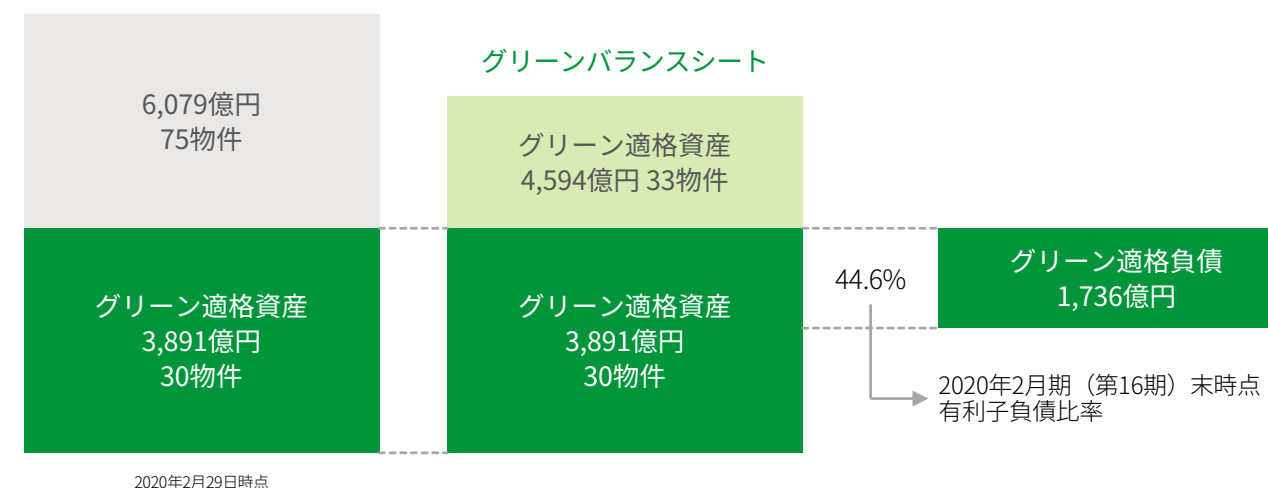 グリーンバランスシート
6,079億円
75物件
グリーン適格資産
4,594億円 33物件
グリーン適格資産
3,891億円
30物件
グリーン適格資産
3,891億円
30物件
44.6%
グリーン適格負債
1,736億円
2020年2月期（第16期）末時点
有利子負債比率
2020年2月29日時点